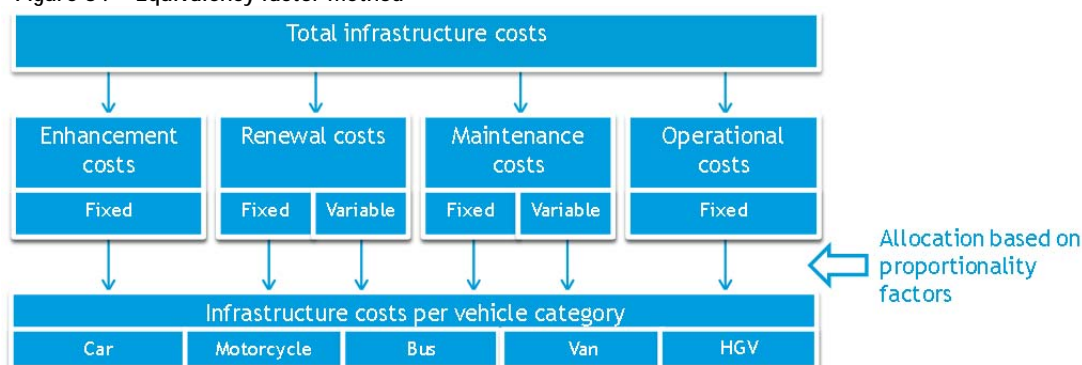 Equivalency factor method
Total infrastructure costs
Enhancement
costs
Renewal costs
Maintenance
costs
Operational
costs
Fixed
Fixed
Variable
Fixed
Variable
Fixed
Allocation based on
proportionality
factors
Infrastructure costs per vehicle category
Car
Motorcycle
Bus
Van
HGV